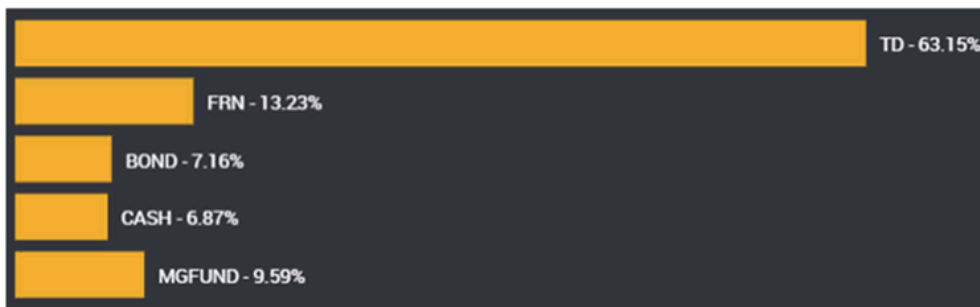 TD - 63.15%
FRN - 13.23%
BOND - 7.16%
CASH - 6.87%
MGFUND - 9.59%